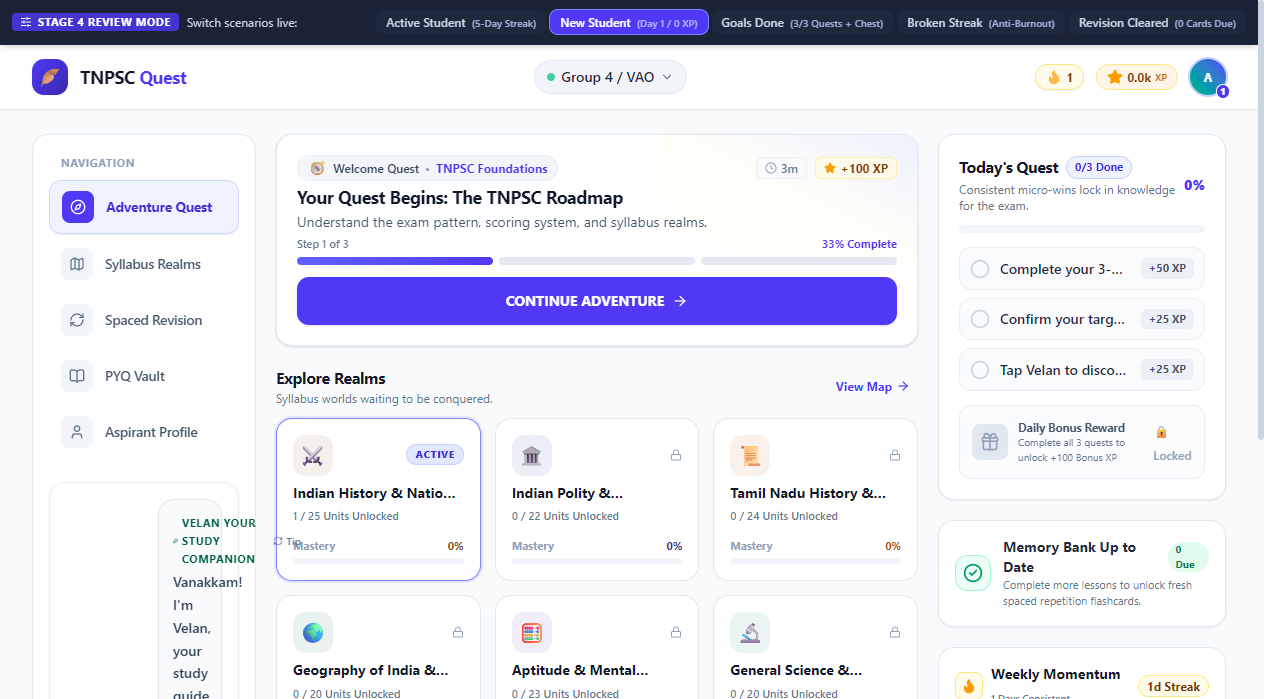 STAGE 4 REVIEW MODE
Switch scenarios live:
Active Student (5-Day Streak)
New Student (Day 1 / 0 XP)
Goals Done (3/3 Quests + Chest)
Broken Streak (Anti-Burnout)
Revision Cleared (0 Cards Due)
TNPSC Quest
Group 4 / VAO
1
0.0k XP
A
1
NAVIGATION
Adventure Quest
Syllabus Realms
Spaced Revision
PYQ Vault
Aspirant Profile
VELAN YOUR
STUDY
COMPANION
Tip
Vanakkam!
I'm
Velan,
your
study
guide
Welcome Quest • TNPSC Foundations
3m
+100 XP
Your Quest Begins: The TNPSC Roadmap
Understand the exam pattern, scoring system, and syllabus realms.
Step 1 of 3
33% Complete
CONTINUE ADVENTURE →
Explore Realms
Syllabus worlds waiting to be conquered.
View Map →
ACTIVE
Indian History & Natio...
1 / 25 Units Unlocked
Mastery
0%
Indian Polity &...
0 / 22 Units Unlocked
Mastery
0%
Tamil Nadu History &...
0 / 24 Units Unlocked
Mastery
0%
Geography of India &...
0 / 20 Units Unlocked
Aptitude & Mental...
0 / 23 Units Unlocked
General Science &...
0 / 20 Units Unlocked
Today's Quest
0/3 Done
Consistent micro-wins lock in knowledge
for the exam.
0%
Complete your 3-...
+50 XP
Confirm your targ...
+25 XP
Tap Velan to disco...
+25 XP
Daily Bonus Reward
Complete all 3 quests to
unlock +100 Bonus XP
Locked
Memory Bank Up to
Date
0
Due
Complete more lessons to unlock fresh
spaced repetition flashcards.
Weekly Momentum
1 Days Consistent
1d Streak